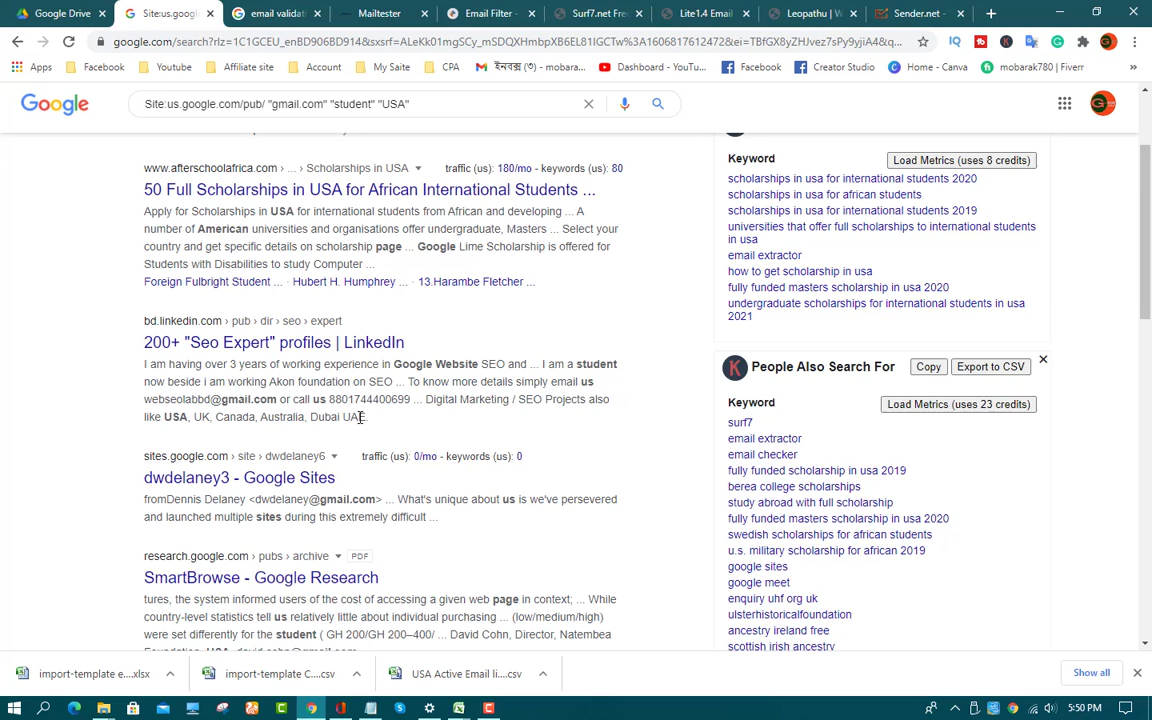 Google Drive
Site:us.googl
email validat
Mailtester
Email Filter -
Surf7.net Fre
Lite1.4 Email
Leopathu | W
Sender.net -
google.com/search?rlz=1C1GCEU_enBD906BD914&sxsrf=ALeKk01mgSCy_mSDQXHmbpXB6EL81IGCTw%3A1606817612472&ei=TBfGX8yZHJvez7sPy9yjiA4&q...
Apps
Facebook
Youtube
Affiliate site
Account
My Saite
CPA
ইনবক্স (৩) - mobara...
Dashboard - YouTu...
Facebook
Creator Studio
Home - Canva
mobarak780 | Fiverr
Google
Site:us.google.com/pub/ "gmail.com" "student" "USA"
www.afterschoolafrica.com › ... › Scholarships in USA
traffic (us): 180/mo - keywords (us): 80
50 Full Scholarships in USA for African International Students ...
Apply for Scholarships in USA for international students from African and developing ... A
number of American universities and organisations offer undergraduate, Masters ... Select your
country and get specific details on scholarship page ... Google Lime Scholarship is offered for
Students with Disabilities to study Computer ...
Foreign Fulbright Student ... · Hubert H. Humphrey ... · 13.Harambe Fletcher ...
bd.linkedin.com › pub › dir › seo › expert
200+ "Seo Expert" profiles | LinkedIn
I am having over 3 years of working experience in Google Website SEO and ... I am a student
now beside i am working Akon foundation on SEO ... To know more details simply email us
webseolabbd@gmail.com or call us 8801744400699 ... Digital Marketing / SEO Projects also
like USA, UK, Canada, Australia, Dubai UAE.
sites.google.com › site › dwdelaney6
traffic (us): 0/mo - keywords (us): 0
dwdelaney3 - Google Sites
fromDennis Delaney <dwdelaney@gmail.com> ... What's unique about us is we've persevered
and launched multiple sites during this extremely difficult ...
research.google.com › pubs › archive
PDF
SmartBrowse - Google Research
tures, the system informed users of the cost of accessing a given web page in context; ... While
country-level statistics tell us relatively little about individual purchasing ... (low/medium/high)
were set differently for the student ( GH 200/GH 200–400/ ... David Cohn, Director, Natembea
Keyword
Load Metrics (uses 8 credits)
scholarships in usa for international students 2020
scholarships in usa for african students
scholarships in usa for international students 2019
universities that offer full scholarships to international students
in usa
email extractor
how to get scholarship in usa
fully funded masters scholarship in usa 2020
undergraduate scholarships for international students in usa
2021
K
People Also Search For
Copy
Export to CSV
Keyword
Load Metrics (uses 23 credits)
surf7
email extractor
email checker
fully funded scholarship in usa 2019
berea college scholarships
study abroad with full scholarship
fully funded masters scholarship in usa 2020
swedish scholarships for african students
u.s. military scholarship for african 2019
google sites
google meet
enquiry uhf org uk
ulsterhistoricalfoundation
ancestry ireland free
scottish irish ancestry
import-template e....xlsx
import-template C....csv
USA Active Email li....csv
Show all
5:50 PM